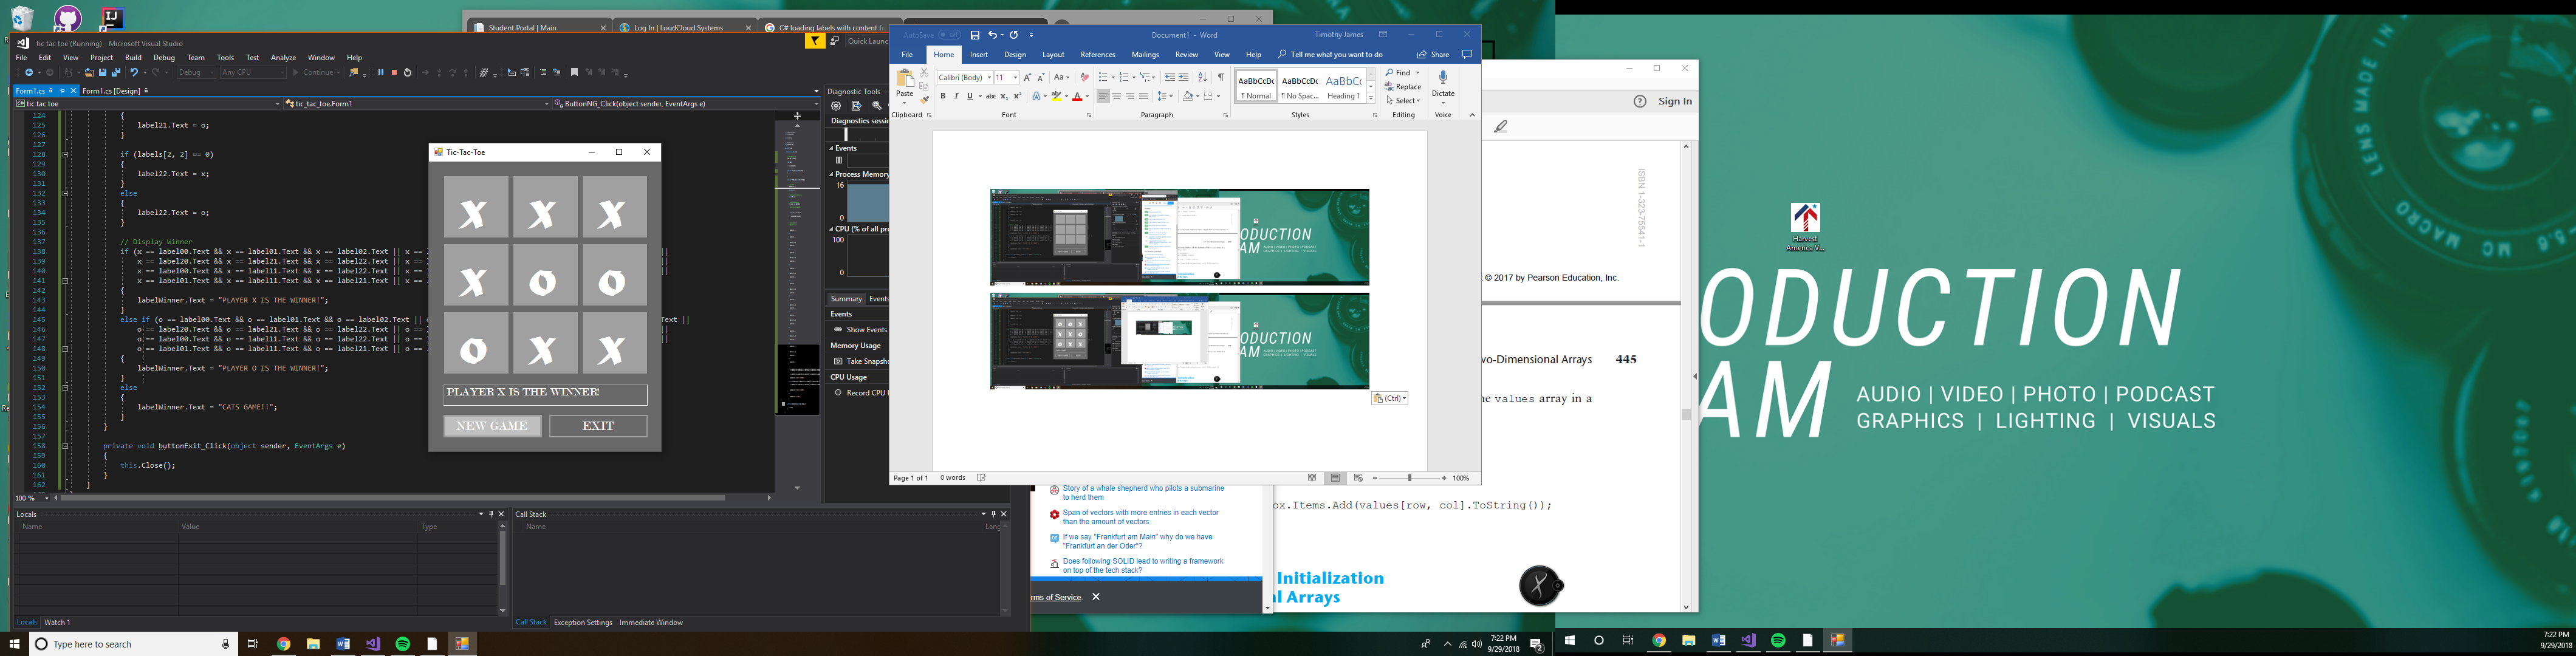 Student Portal | Main
Log In | LoudCloud Systems
C# loading labels with content f
tic tac toe (Running) - Microsoft Visual Studio
Quick Launc
File Edit View Project Build Debug Team Tools Test Analyze Window Help
Debug Any CPU Continue
Form1.cs Form1.cs [Design]
tic tac toe tic_tac_toe.Form1 ButtonNG_Click(object sender, EventArgs e)
124 {
125 label21.Text = o;
126 }
127
128 if (labels[2, 2] == 0)
129 {
130 label22.Text = x;
131 }
132 else
133 {
134 label22.Text = o;
135 }
136
137 // Display Winner
138 if (x == label00.Text && x == label01.Text && x == label02.Text || x ==
139 x == label20.Text && x == label21.Text && x == label22.Text || x ==
140 x == label00.Text && x == label11.Text && x == label22.Text || x ==
141 x == label01.Text && x == label11.Text && x == label21.Text || x ==
142 {
143 labelWinner.Text = "PLAYER X IS THE WINNER!";
144 }
145 else if (o == label00.Text && o == label01.Text && o == label02.Text || Text ||
146 o == label20.Text && o == label21.Text && o == label22.Text || o == ||
147 o == label00.Text && o == label11.Text && o == label22.Text || o == ||
148 o == label01.Text && o == label11.Text && o == label21.Text || o ==
149 {
150 labelWinner.Text = "PLAYER O IS THE WINNER!";
151 }
152 else
153 {
154 labelWinner.Text = "CATS GAME!!";
155 }
156 }
157
158 private void buttonExit_Click(object sender, EventArgs e)
159 {
160 this.Close();
161 }
162 }
100 %
Tic-Tac-Toe
X X X
X O O
O X X
PLAYER X IS THE WINNER!
NEW GAME EXIT
Diagnostic Tools
Diagnostics sessi
Events
Process Memory
16
0
CPU (% of all pro
100
0
Summary Events
Events
Show Events
Memory Usage
Take Snapsho
CPU Usage
Record CPU
Locals
Name Value Type
Locals Watch 1
Call Stack
Name Lang
Call Stack Exception Settings Immediate Window
AutoSave Off
Document1 - Word
Timothy James
File Home Insert Design Layout References Mailings Review View Help Tell me what you want to do Share
Paste
Calibri (Body) 11
Find
Replace
Select
Dictate
AaBbCcDc AaBbCcDc AaBbCc
¶ Normal ¶ No Spac... Heading 1
Clipboard Font Paragraph Styles Editing Voice
(Ctrl)
Page 1 of 1 0 words 100%
Story of a whale shepherd who pilots a submarine
to herd them
Span of vectors with more entries in each vector
than the amount of vectors
If we say "Frankfurt am Main" why do we have
"Frankfurt an der Oder"?
Does following SOLID lead to writing a framework
on top of the tech stack?
rms of Service.
Sign In
ISBN 1-323-75541-1
t © 2017 by Pearson Education, Inc.
wo-Dimensional Arrays 445
he values array in a
ox.Items.Add(values[row, col].ToString());
Initialization
al Arrays
Harvest
America V...
ODUCTION
AM
AUDIO | VIDEO | PHOTO | PODCAST
GRAPHICS | LIGHTING | VISUALS
LENS MADE IN
MACRO
Type here to search
7:22 PM
9/29/2018
2
7:22 PM
9/29/2018